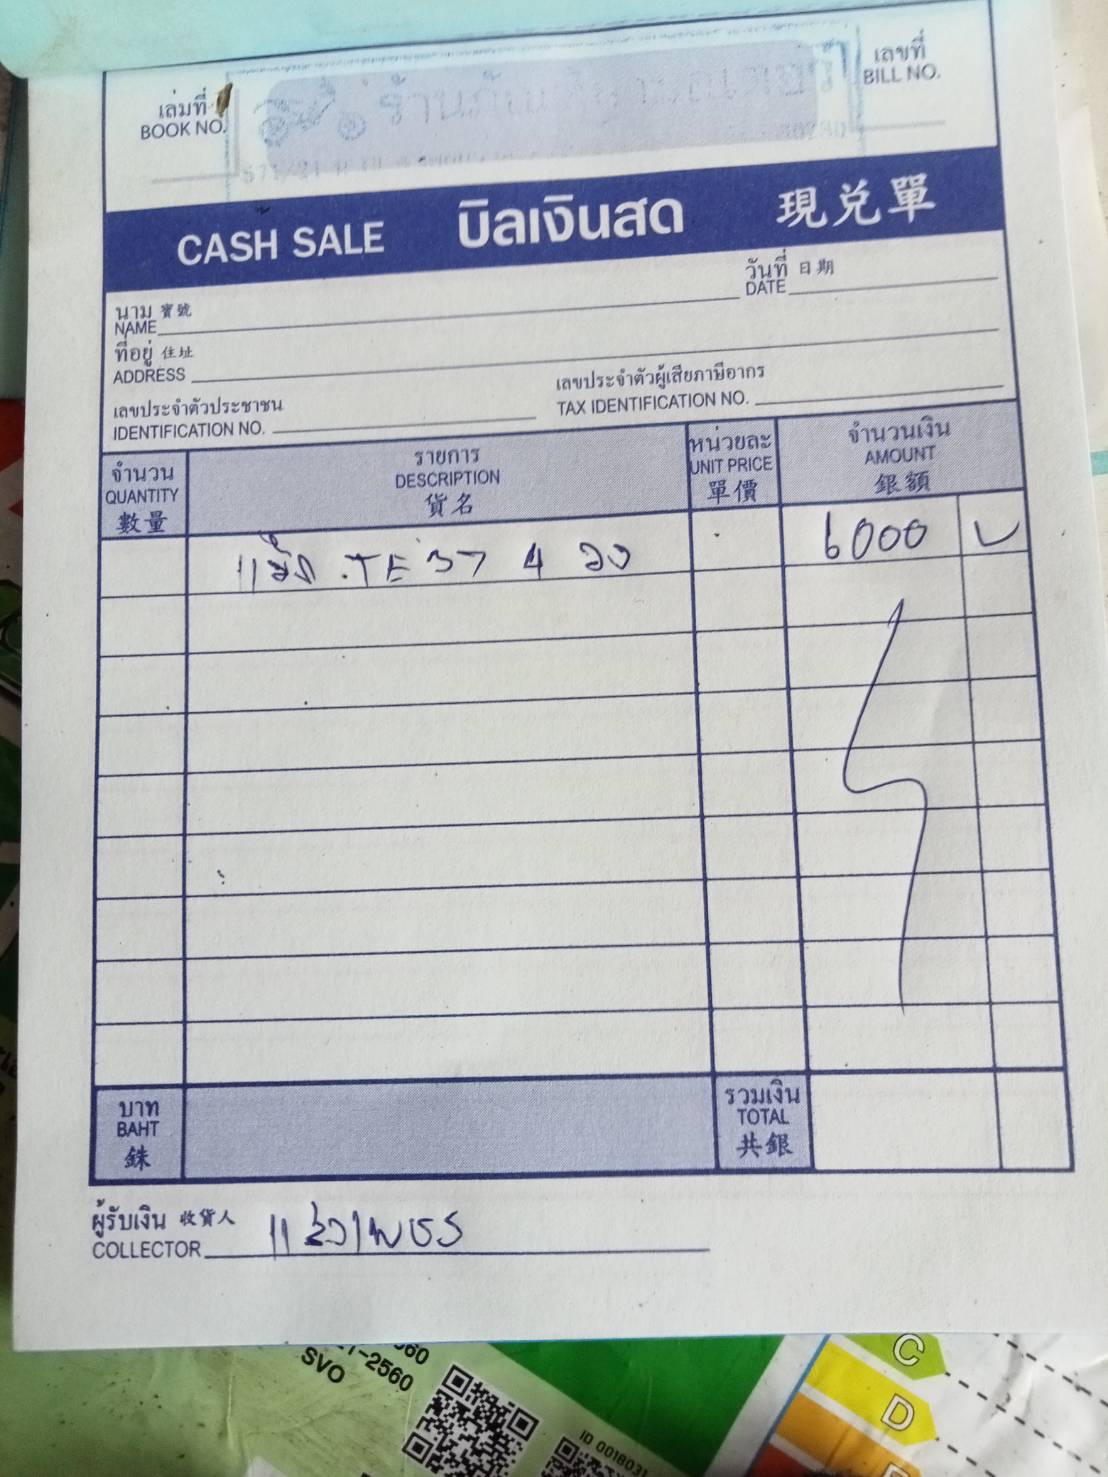 เล่มที่
BOOK NO.
เลขที่
BILL NO.
CASH SALE บิลเงินสด 現兌單
นาม 寶號
NAME
วันที่ 日期
DATE
ที่อยู่ 住址
ADDRESS
เลขประจำตัวประชาชน
IDENTIFICATION NO.
เลขประจำตัวผู้เสียภาษีอากร
TAX IDENTIFICATION NO.
จำนวน
QUANTITY
數量
รายการ
DESCRIPTION
貨名
หน่วยละ
UNIT PRICE
單價
จำนวนเงิน
AMOUNT
銀額
TE 37 4 วง 6000
บาท
BAHT
銖
รวมเงิน
TOTAL
共銀
ผู้รับเงิน 收貨人
COLLECTOR
-2560
SVO
ID 0018031
C
D